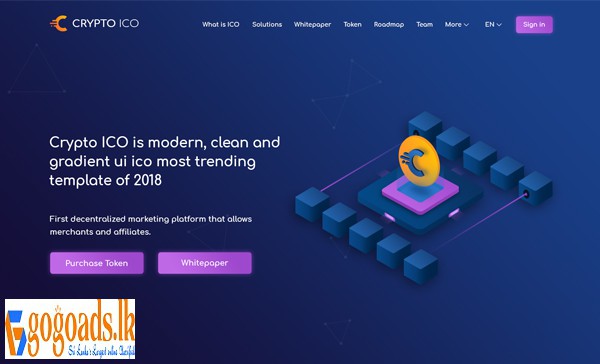 CRYPTO ICO
What is ICO Solutions Whitepaper Token Roadmap Team More EN Sign in
Crypto ICO is modern, clean and
gradient ui ico most trending
template of 2018
First decentralized marketing platform that allows
merchants and affiliates.
Purchase Token Whitepaper
gogoads.lk
Sri Lanka's Largest online Classifieds